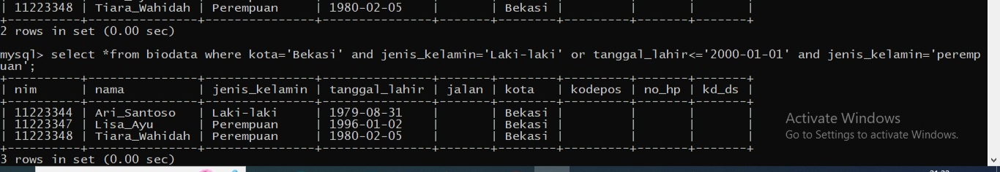 | 11223348 | Tiara_Wahidah | Perempuan | 1980-02-05 | | Bekasi | | | |
+----------+---------------+---------------+---------------+-------+--------+---------+-------+-------+
2 rows in set (0.00 sec)
mysql> select *from biodata where kota='Bekasi' and jenis_kelamin='Laki-laki' or tanggal_lahir<='2000-01-01' and jenis_kelamin='peremp
uan';
+----------+---------------+---------------+---------------+-------+--------+---------+-------+-------+
| nim | nama | jenis_kelamin | tanggal_lahir | jalan | kota | kodepos | no_hp | kd_ds |
+----------+---------------+---------------+---------------+-------+--------+---------+-------+-------+
| 11223344 | Ari_Santoso | Laki-laki | 1979-08-31 | | Bekasi | | | |
| 11223347 | Lisa_Ayu | Perempuan | 1996-01-02 | | Bekasi | | | |
| 11223348 | Tiara_Wahidah | Perempuan | 1980-02-05 | | Bekasi | | | |
+----------+---------------+---------------+---------------+-------+--------+---------+-------+-------+
3 rows in set (0.00 sec)
Activate Windows
Go to Settings to activate Windows.